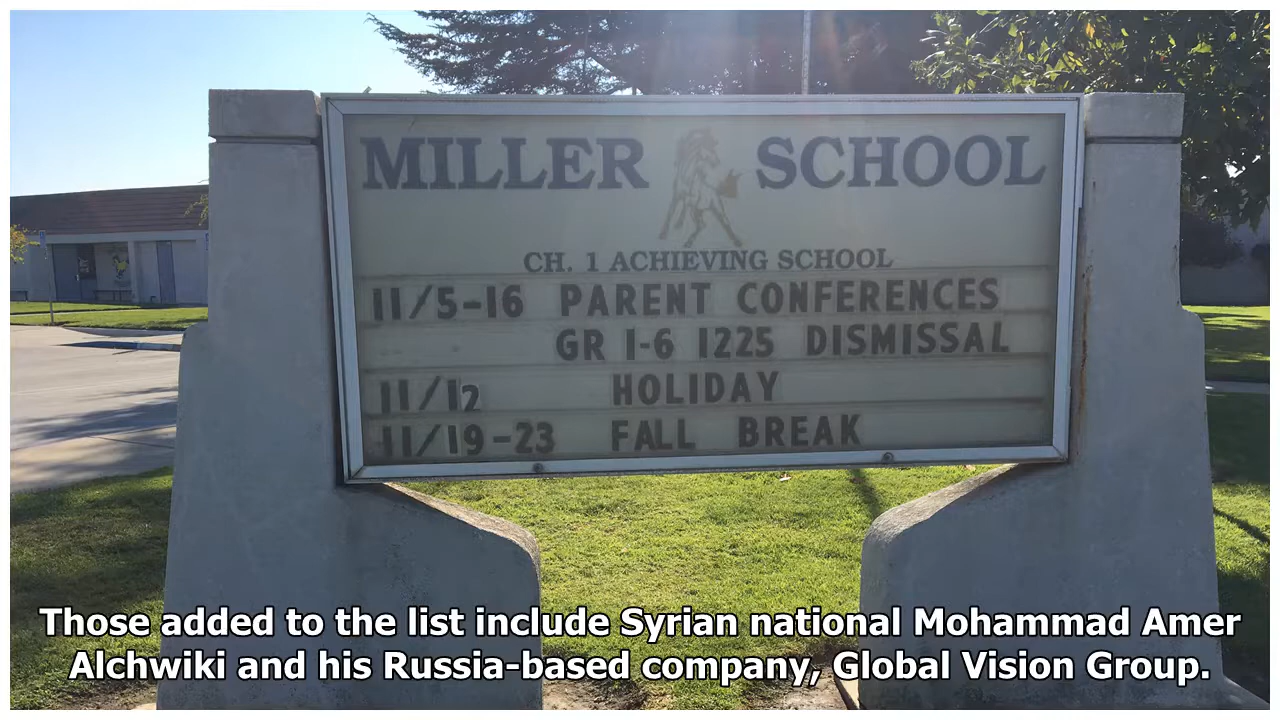 MILLER SCHOOL
CH. 1 ACHIEVING SCHOOL
11/5-16 PARENT CONFERENCES
GR 1-6 1225 DISMISSAL
11/12 HOLIDAY
11/19-23 FALL BREAK
Those added to the list include Syrian national Mohammad Amer
Alchwiki and his Russia-based company, Global Vision Group.